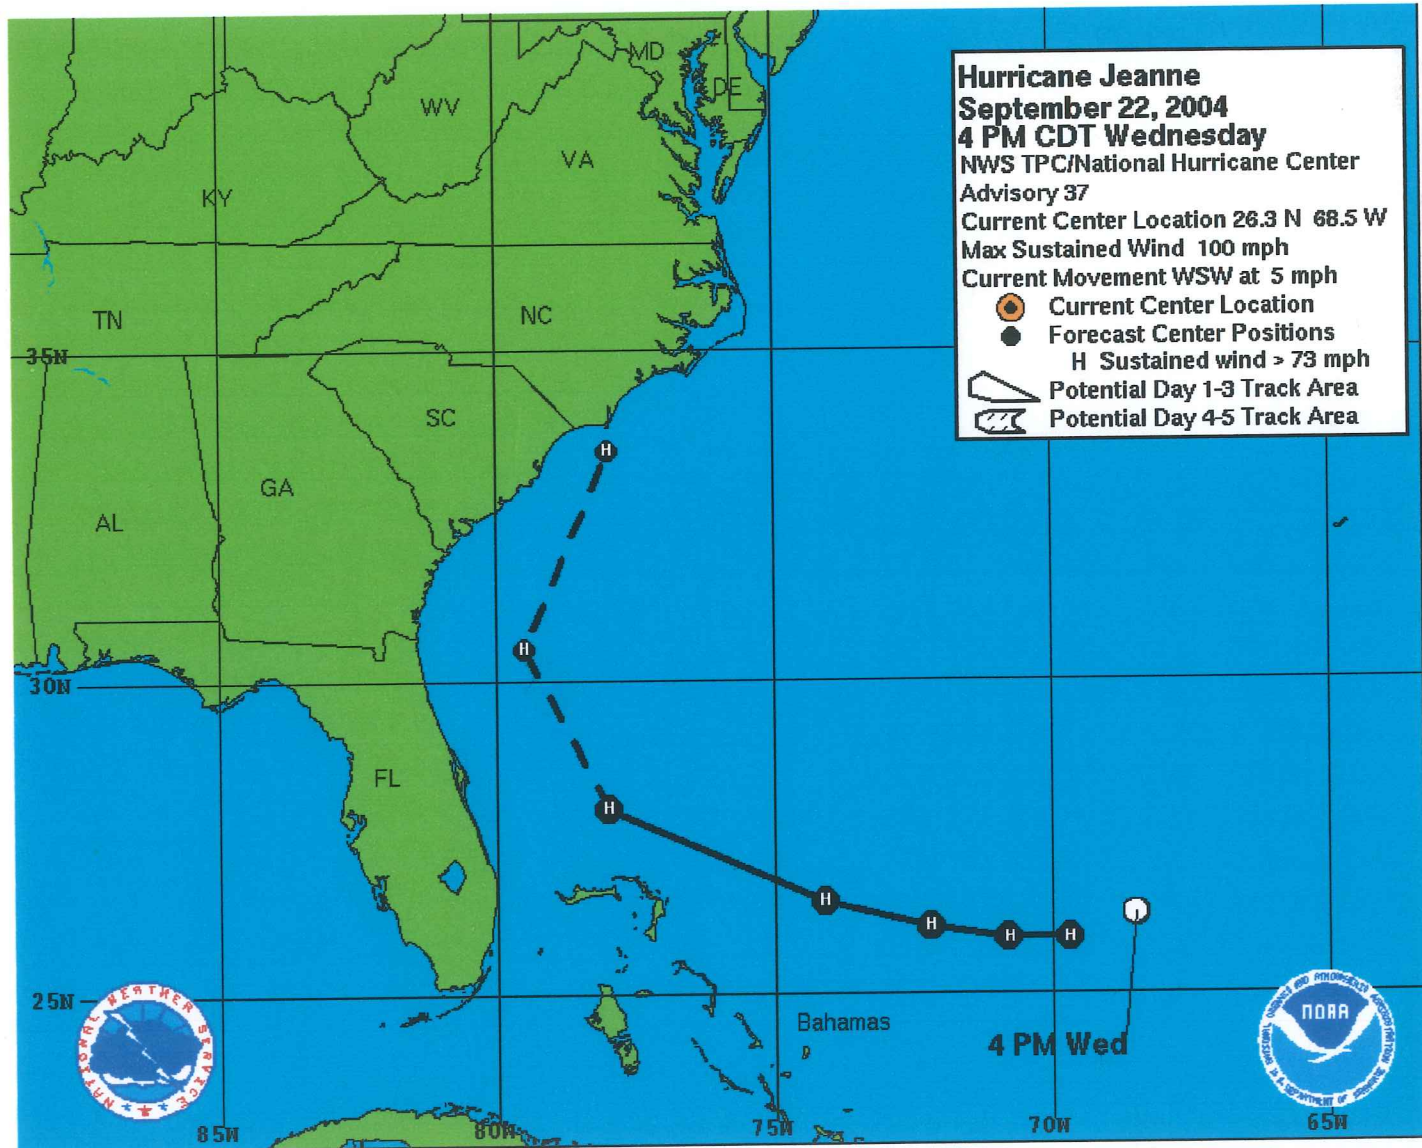 Hurricane Jeanne
September 22, 2004
4 PM CDT Wednesday
NWS TPC/National Hurricane Center
Advisory 37
Current Center Location 26.3 N 68.5 W
Max Sustained Wind 100 mph
Current Movement WSW at 5 mph
Current Center Location
Forecast Center Positions
H Sustained wind > 73 mph
Potential Day 1-3 Track Area
Potential Day 4-5 Track Area
MD
DE
WV
VA
KY
TN
NC
35N
SC
GA
AL
H
H
30N
FL
H
H
H
H
H
25N
Bahamas
4 PM Wed
NATIONAL WEATHER SERVICE
NOAA
85W
80W
75W
70W
65W